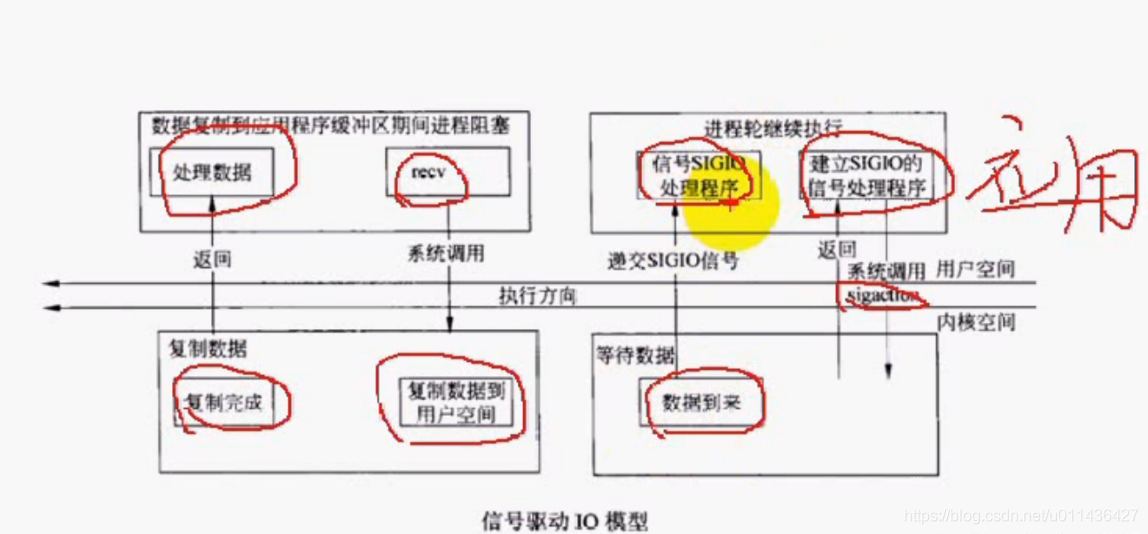 数据复制到应用程序缓冲区期间进程阻塞
处理数据
recv
进程轮继续执行
信号SIGIO
处理程序
建立SIGIO的
信号处理程序
应用
返回
系统调用
递交SIGIO信号
返回
系统调用
用户空间
sigaction
执行方向
内核空间
复制数据
复制完成
复制数据到
用户空间
等待数据
数据到来
信号驱动 IO 模型
https://blog.csdn.net/u011436427